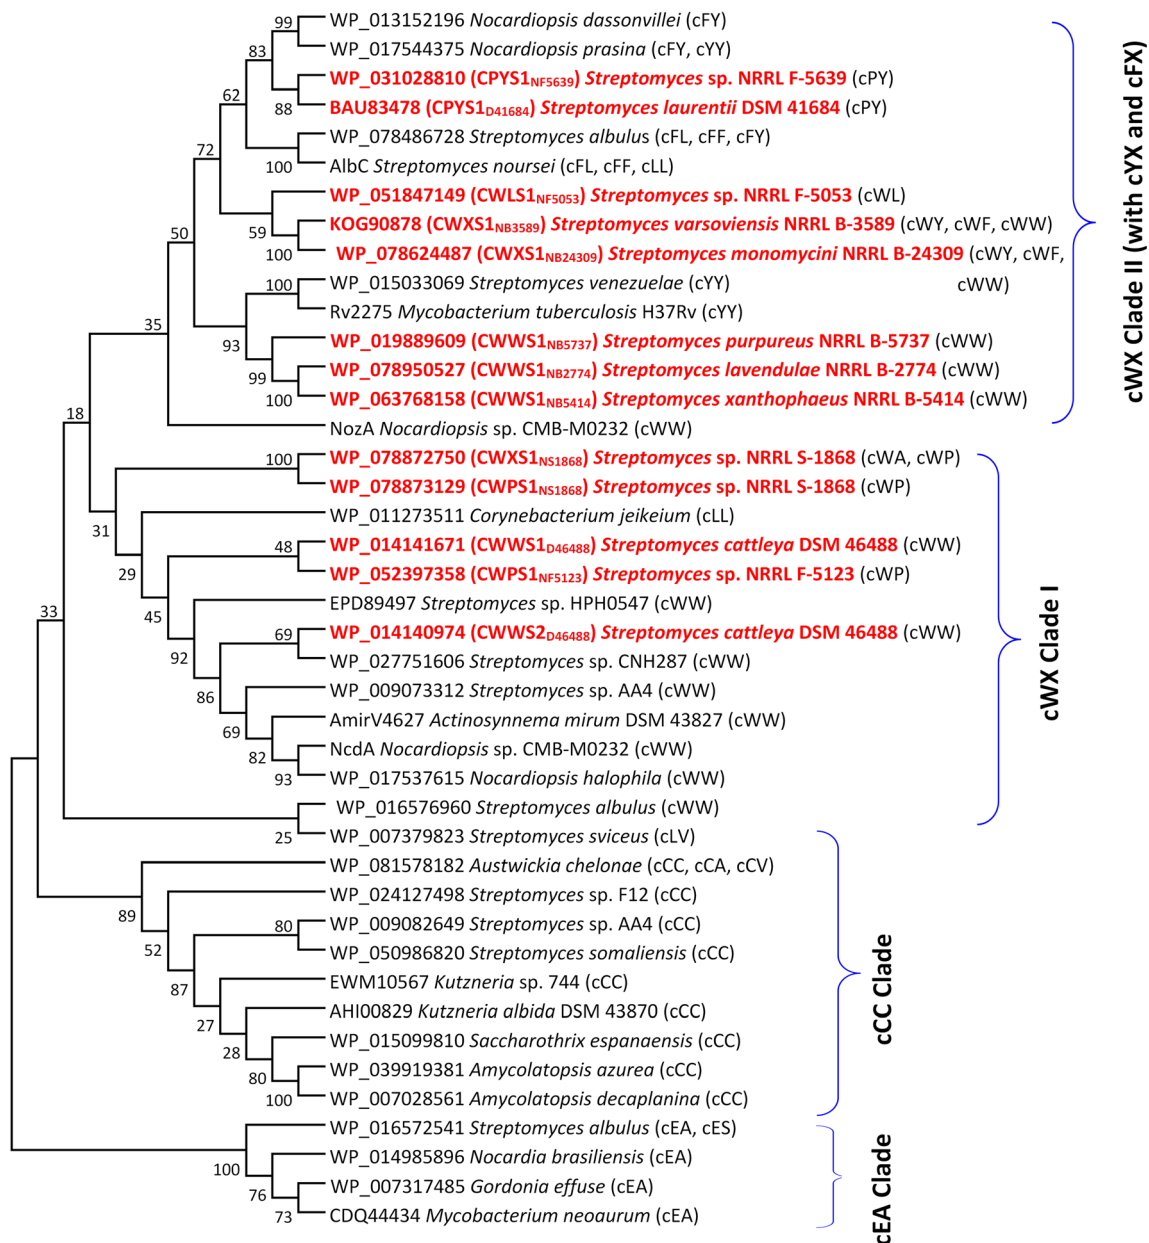 WP_013152196 Nocardiopsis dassonvillei (cFY)
WP_017544375 Nocardiopsis prasina (cFY, cYY)
WP_031028810 (CPYS1NF5639) Streptomyces sp. NRRL F-5639 (cPY)
BAU83478 (CPYS1D41684) Streptomyces laurentii DSM 41684 (cPY)
WP_078486728 Streptomyces albulus (cFL, cFF, cFY)
AlbC Streptomyces noursei (cFL, cFF, cLL)
WP_051847149 (CWLS1NF5053) Streptomyces sp. NRRL F-5053 (cWL)
KOG90878 (CWXS1NB3589) Streptomyces varsoviensis NRRL B-3589 (cWY, cWF, cWW)
WP_078624487 (CWXS1NB24309) Streptomyces monomycini NRRL B-24309 (cWY, cWF,
cWW)
WP_015033069 Streptomyces venezuelae (cYY)
Rv2275 Mycobacterium tuberculosis H37Rv (cYY)
WP_019889609 (CWWS1NB5737) Streptomyces purpureus NRRL B-5737 (cWW)
WP_078950527 (CWWS1NB2774) Streptomyces lavendulae NRRL B-2774 (cWW)
WP_063768158 (CWWS1NB5414) Streptomyces xanthophaeus NRRL B-5414 (cWW)
NozA Nocardiopsis sp. CMB-M0232 (cWW)
WP_078872750 (CWXS1NS1868) Streptomyces sp. NRRL S-1868 (cWA, cWP)
WP_078873129 (CWPS1NS1868) Streptomyces sp. NRRL S-1868 (cWP)
WP_011273511 Corynebacterium jeikeium (cLL)
WP_014141671 (CWWS1D46488) Streptomyces cattleya DSM 46488 (cWW)
WP_052397358 (CWPS1NF5123) Streptomyces sp. NRRL F-5123 (cWP)
EPD89497 Streptomyces sp. HPH0547 (cWW)
WP_014140974 (CWWS2D46488) Streptomyces cattleya DSM 46488 (cWW)
WP_027751606 Streptomyces sp. CNH287 (cWW)
WP_009073312 Streptomyces sp. AA4 (cWW)
AmirV4627 Actinosynnema mirum DSM 43827 (cWW)
NcdA Nocardiopsis sp. CMB-M0232 (cWW)
WP_017537615 Nocardiopsis halophila (cWW)
WP_016576960 Streptomyces albulus (cWW)
WP_007379823 Streptomyces sviceus (cLV)
WP_081578182 Austwickia chelonae (cCC, cCA, cCV)
WP_024127498 Streptomyces sp. F12 (cCC)
WP_009082649 Streptomyces sp. AA4 (cCC)
WP_050986820 Streptomyces somaliensis (cCC)
EWM10567 Kutzneria sp. 744 (cCC)
AHI00829 Kutzneria albida DSM 43870 (cCC)
WP_015099810 Saccharothrix espanaensis (cCC)
WP_039919381 Amycolatopsis azurea (cCC)
WP_007028561 Amycolatopsis decaplanina (cCC)
WP_016572541 Streptomyces albulus (cEA, cES)
WP_014985896 Nocardia brasiliensis (cEA)
WP_007317485 Gordonia effuse (cEA)
CDQ44434 Mycobacterium neoaurum (cEA)
99
83
88
62
100
72
59
100
50
100
93
99
100
35
18
100
31
29
48
45
33
92
69
86
69
82
93
25
89
52
80
87
27
28
80
100
100
76
73
cWX Clade II (with cYX and cFX)
cWX Clade I
cCC Clade
cEA Clade